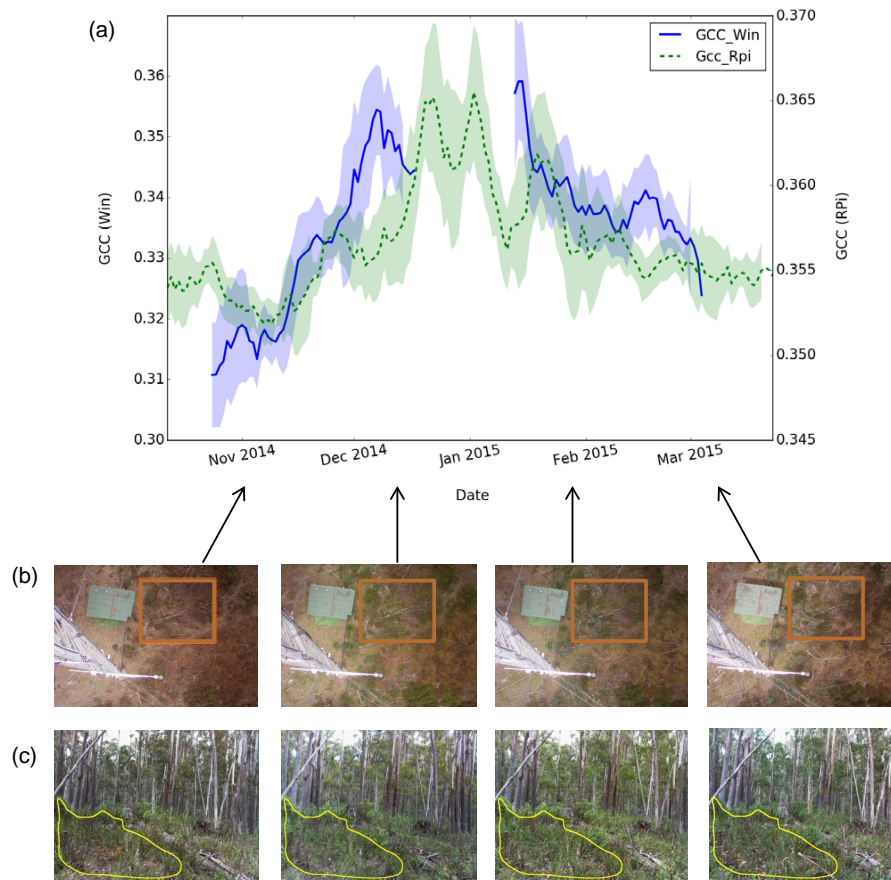 (a)
GCC_Win
Gcc_Rpi
0.36
0.35
0.34
0.33
0.32
0.31
0.30
GCC (Win)
0.370
0.365
0.360
0.355
0.350
0.345
GCC (RPi)
Nov 2014
Dec 2014
Jan 2015
Feb 2015
Mar 2015
Date
(b)
(c)